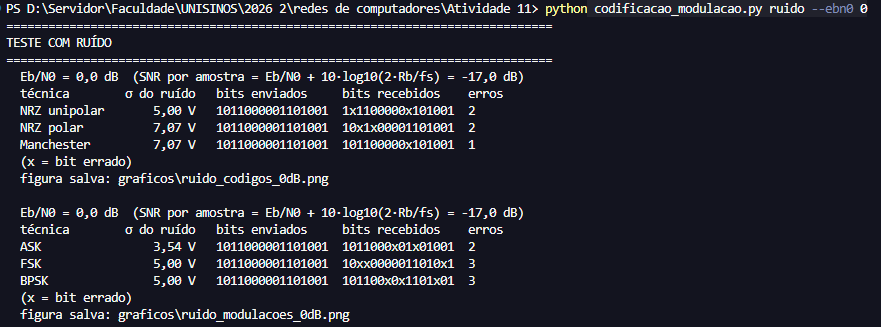 PS D:\Servidor\Faculdade\UNISINOS\2026 2\redes de computadores\Atividade 11> python codificacao_modulacao.py ruido --ebn0 0
==============================================================================
TESTE COM RUÍDO
==============================================================================
Eb/N0 = 0,0 dB (SNR por amostra = Eb/N0 + 10·log10(2·Rb/fs) = -17,0 dB)
técnica σ do ruído bits enviados bits recebidos erros
NRZ unipolar 5,00 V 1011000001101001 1x1100000x101001 2
NRZ polar 7,07 V 1011000001101001 10x1x00001101001 2
Manchester 7,07 V 1011000001101001 101100000x101001 1
(x = bit errado)
figura salva: graficos\ruido_codigos_0dB.png
Eb/N0 = 0,0 dB (SNR por amostra = Eb/N0 + 10·log10(2·Rb/fs) = -17,0 dB)
técnica σ do ruído bits enviados bits recebidos erros
ASK 3,54 V 1011000001101001 1011000x01x01001 2
FSK 5,00 V 1011000001101001 10xx0000011010x1 3
BPSK 5,00 V 1011000001101001 101100x0x1101x01 3
(x = bit errado)
figura salva: graficos\ruido_modulacoes_0dB.png